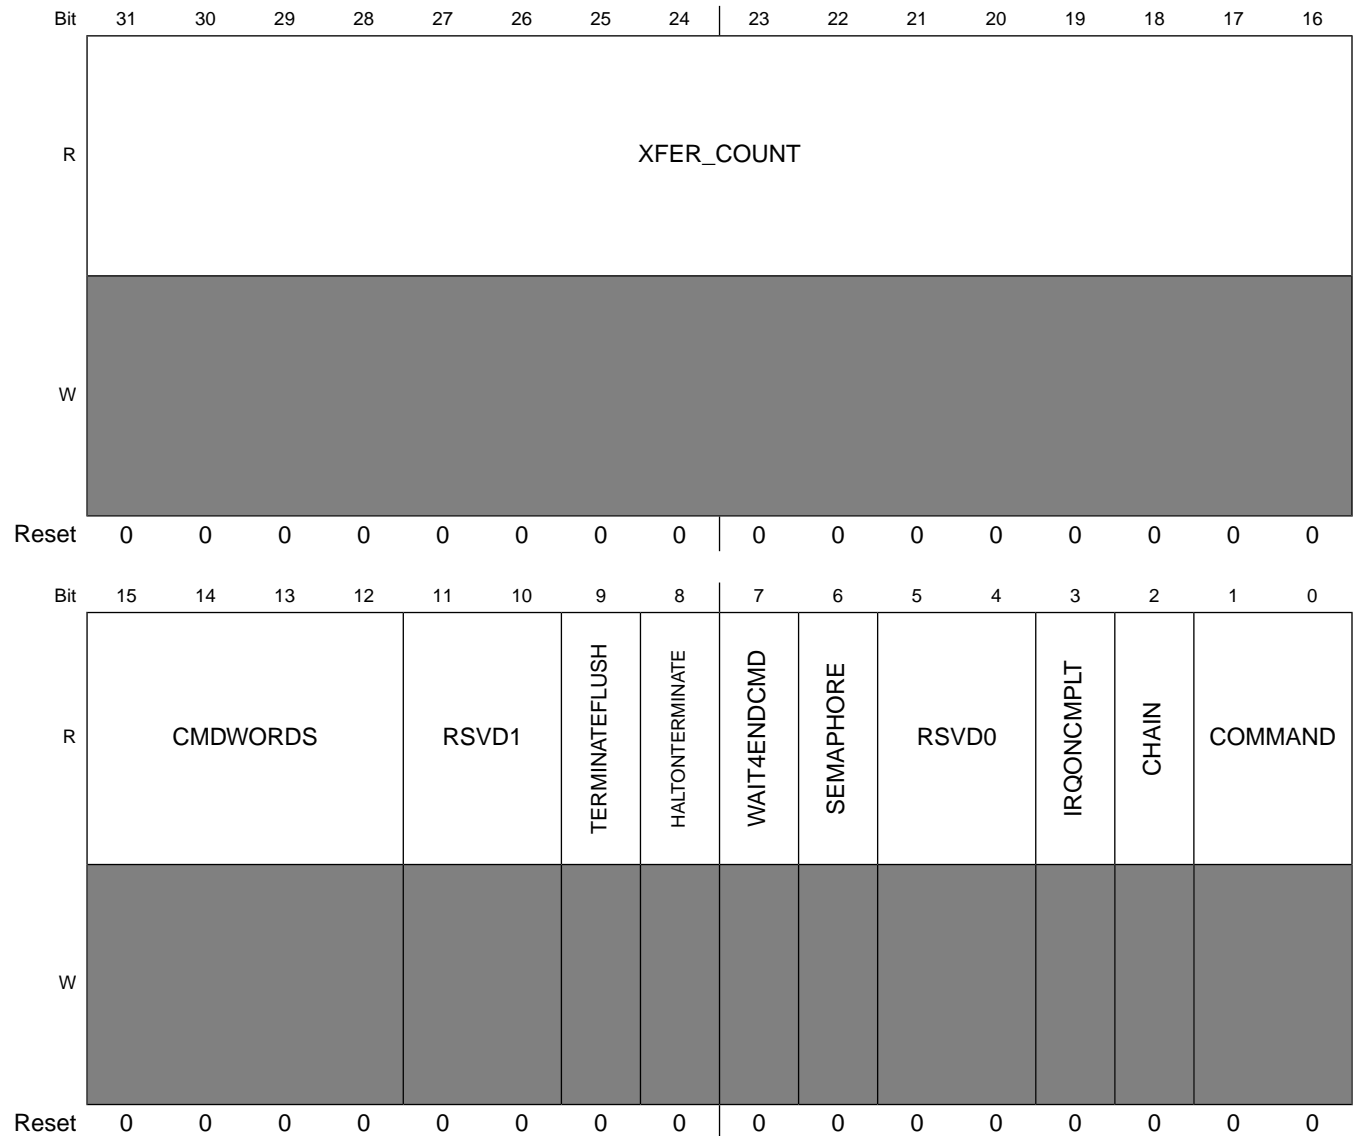 Bit 31 30 29 28 27 26 25 24 23 22 21 20 19 18 17 16
R XFER_COUNT
W
Reset 0 0 0 0 0 0 0 0 0 0 0 0 0 0 0 0
Bit 15 14 13 12 11 10 9 8 7 6 5 4 3 2 1 0
R CMDWORDS RSVD1 TERMINATEFLUSH HALTONTERMINATE WAIT4ENDCMD SEMAPHORE RSVD0 IRQONCMPLT CHAIN COMMAND
W
Reset 0 0 0 0 0 0 0 0 0 0 0 0 0 0 0 0